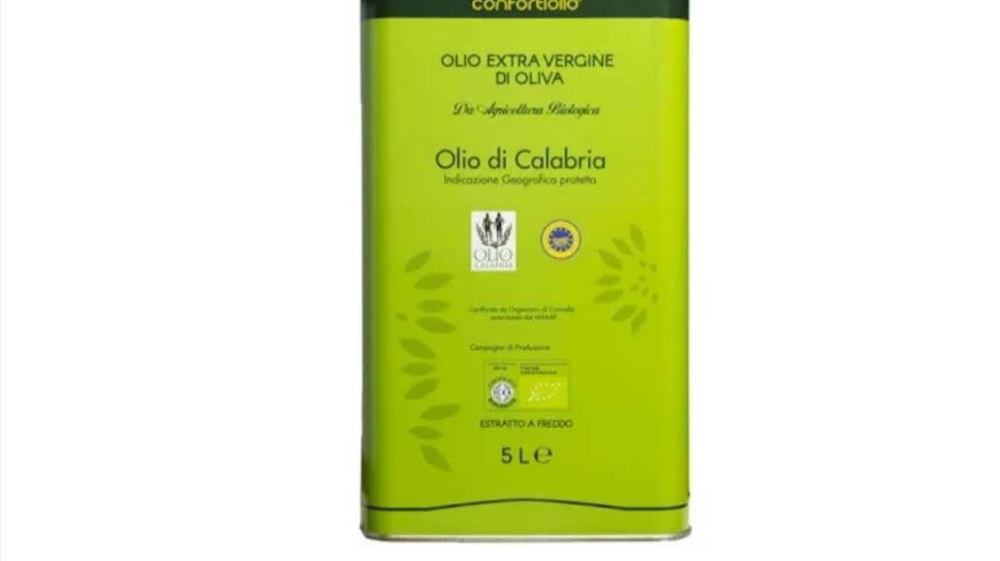 confortiolio
OLIO EXTRA VERGINE
DI OLIVA
Da Agricoltura Biologica
Olio di Calabria
Indicazione Geografica protetta
OLIO
CALABRIA
Certificato da Organismo di Controllo
autorizzato dal MiPAAF
Campagna di Produzione
ICEA
ESTRATTO A FREDDO
5 L e